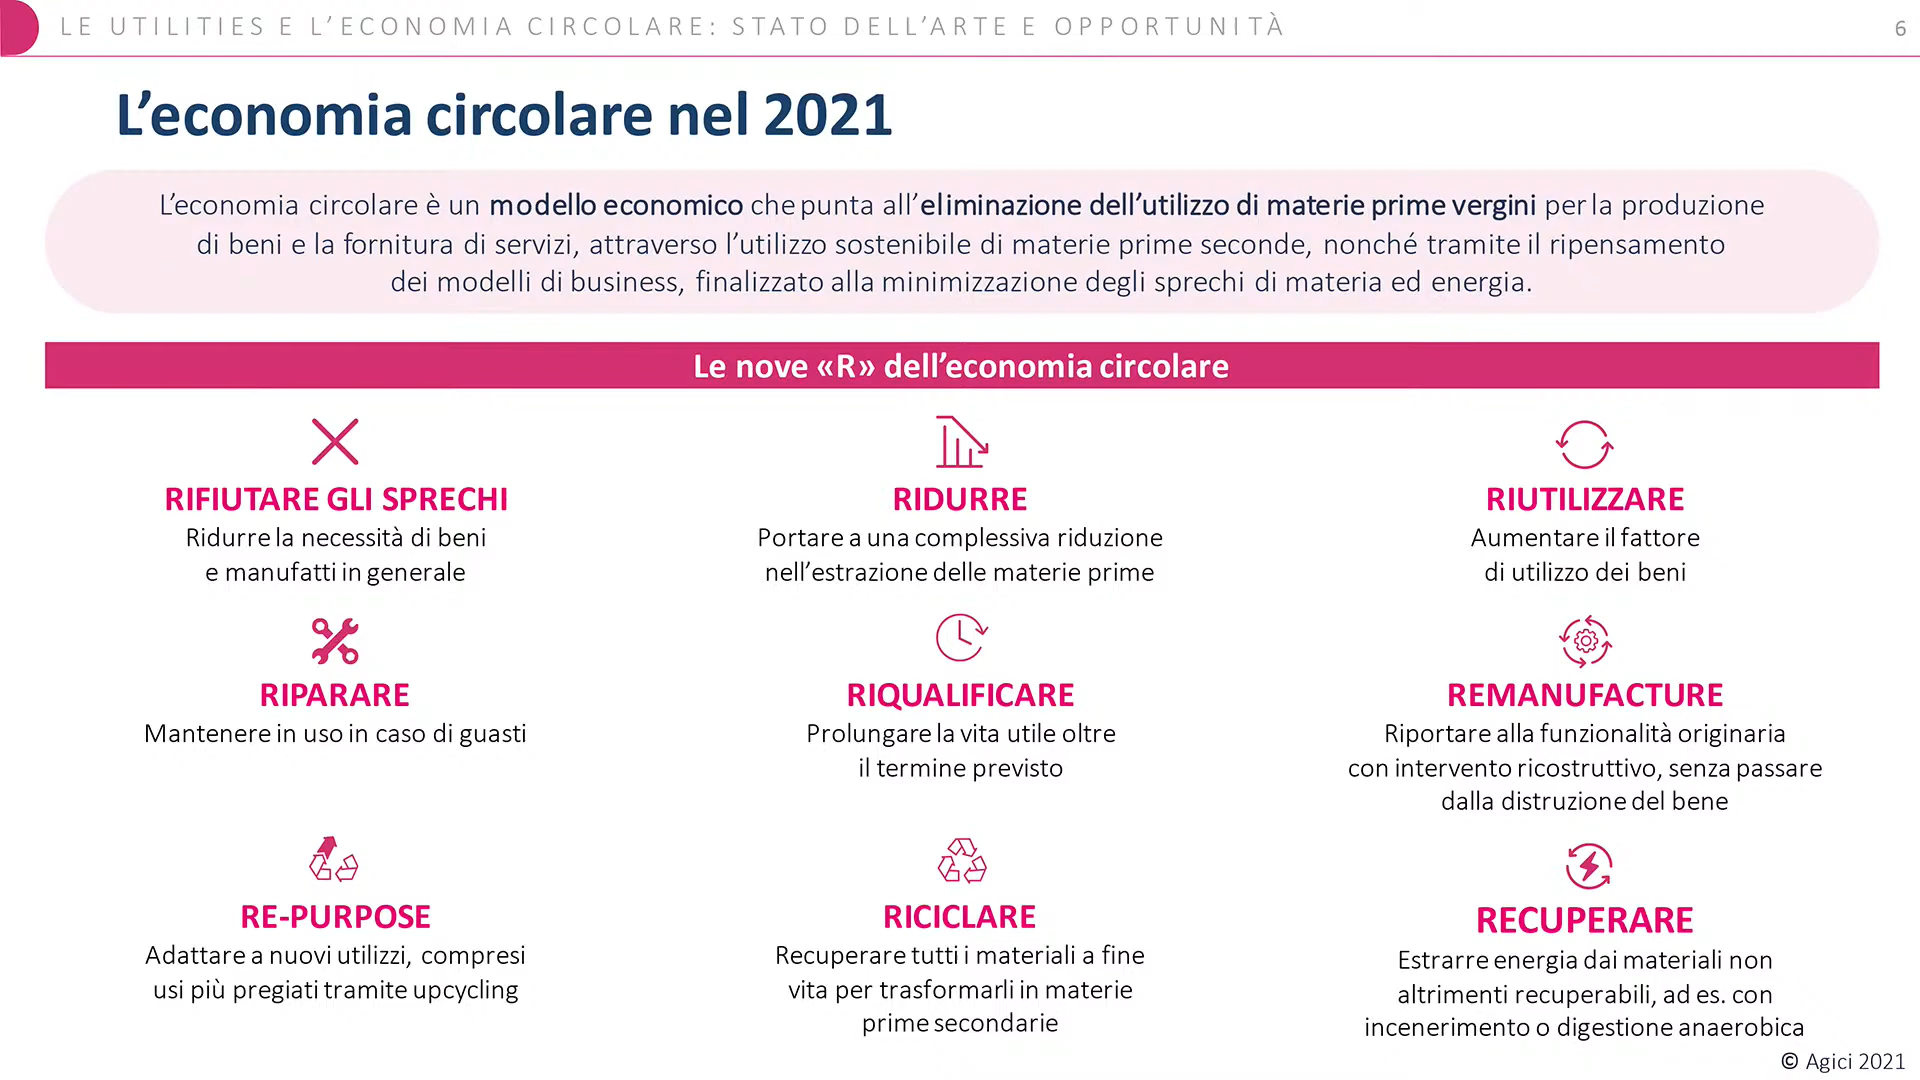 LE UTILITIES E L'ECONOMIA CIRCOLARE: STATO DELL'ARTE E OPPORTUNITÀ
6
L'economia circolare nel 2021
L'economia circolare è un modello economico che punta all'eliminazione dell'utilizzo di materie prime vergini per la produzione
di beni e la fornitura di servizi, attraverso l'utilizzo sostenibile di materie prime seconde, nonché tramite il ripensamento
dei modelli di business, finalizzato alla minimizzazione degli sprechi di materia ed energia.
Le nove «R» dell'economia circolare
RIFIUTARE GLI SPRECHI
Ridurre la necessità di beni
e manufatti in generale
RIDURRE
Portare a una complessiva riduzione
nell'estrazione delle materie prime
RIUTILIZZARE
Aumentare il fattore
di utilizzo dei beni
RIPARARE
Mantenere in uso in caso di guasti
RIQUALIFICARE
Prolungare la vita utile oltre
il termine previsto
REMANUFACTURE
Riportare alla funzionalità originaria
con intervento ricostruttivo, senza passare
dalla distruzione del bene
RE-PURPOSE
Adattare a nuovi utilizzi, compresi
usi più pregiati tramite upcycling
RICICLARE
Recuperare tutti i materiali a fine
vita per trasformarli in materie
prime secondarie
RECUPERARE
Estrarre energia dai materiali non
altrimenti recuperabili, ad es. con
incenerimento o digestione anaerobica
© Agici 2021